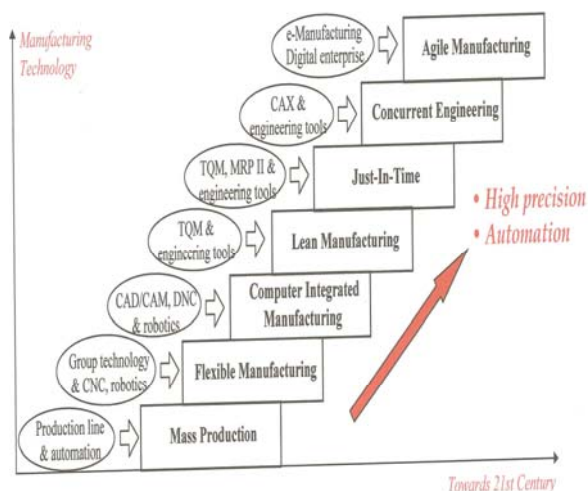 Manufacturing
Technology
e-Manufacturing
Digital enterprise
Agile Manufacturing
CAX &
engineering tools
Concurrent Engineering
TQM, MRP II &
engineering tools
Just-In-Time
• High precision
• Automation
TQM &
engineering tools
Lean Manufacturing
CAD/CAM, DNC
& robotics
Computer Integrated
Manufacturing
Group technology
& CNC, robotics
Flexible Manufacturing
Production line
& automation
Mass Production
Towards 21st Century